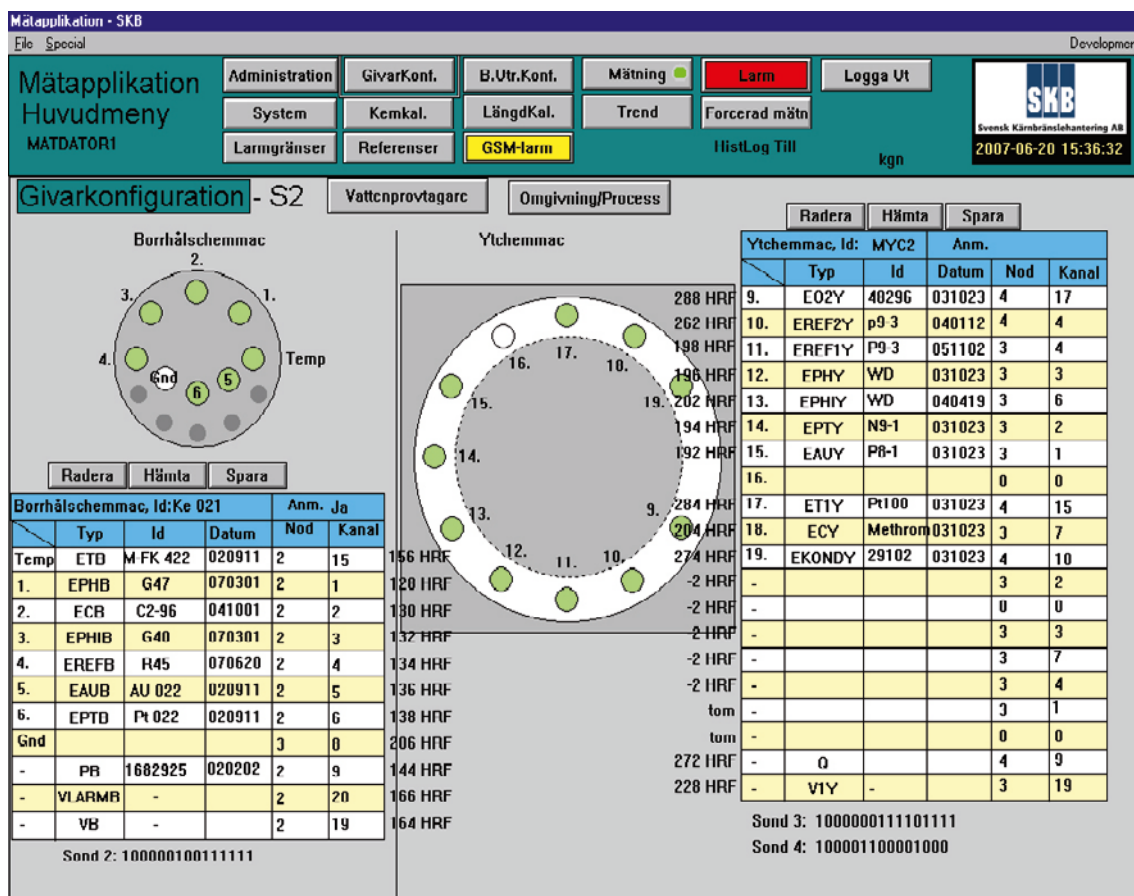 Mätapplikation - SKB
File Special Developmen
Mätapplikation
Huvudmeny
MATDATOR1
Administration GivarKonf. B.Utr.Konf. Mätning Larm Logga Ut
System Kemkal. LängdKal. Trend Forcerad mätn
Larmgränser Referenser GSM-larm HistLog Till kgn
SKB
Svensk Kärnbränslehantering AB
2007-06-20 15:36:32
Givarkonfiguration - S2 Vattenprovtagare Omgivning/Process
Borrhålschemmac
2.
3. 1.
4. Temp
Gnd 5
6
Radera Hämta Spara
Borrhålschemmac, Id:Ke 021 Anm. Ja
Typ Id Datum Nod Kanal
Temp ETB M-FK 422 020911 2 15 156 HRF
1. EPHB G47 070301 2 1 120 HRF
2. ECB C2-96 041001 2 2 130 HRF
3. EPHIB G40 070301 2 3 132 HRF
4. EREFB R45 070620 2 4 134 HRF
5. EAUB AU 022 020911 2 5 136 HRF
6. EPTB Pt 022 020911 2 6 138 HRF
Gnd 3 0 206 HRF
- PB 1682925 020202 2 9 144 HRF
- VLARMB - 2 20 166 HRF
- VB - 2 19 164 HRF
Sond 2: 100000100111111
Ytchemmac
16. 17. 10.
15. 19.
14.
13. 9.
12. 11. 10.
Radera Hämta Spara
Ytchemmac, Id: MYC2 Anm.
Typ Id Datum Nod Kanal
288 HRF 9. EO2Y 40296 031023 4 17
262 HRF 10. EREF2Y p9-3 040112 4 4
198 HRF 11. EREF1Y P9-3 051102 3 4
196 HRF 12. EPHY WD 031023 3 3
202 HRF 13. EPHIY WD 040419 3 6
194 HRF 14. EPTY N9-1 031023 3 2
192 HRF 15. EAUY P8-1 031023 3 1
16. 0 0
284 HRF 17. ET1Y Pt100 031023 4 15
204 HRF 18. ECY Methrom 031023 3 7
274 HRF 19. EKONDY 29102 031023 4 10
-2 HRF - 3 2
-2 HRF - 0 0
-2 HRF - 3 3
-2 HRF - 3 7
-2 HRF - 3 4
tom - 3 1
tom - 0 0
272 HRF - Q 4 9
228 HRF - V1Y - 3 19
Sond 3: 1000000111101111
Sond 4: 100001100001000